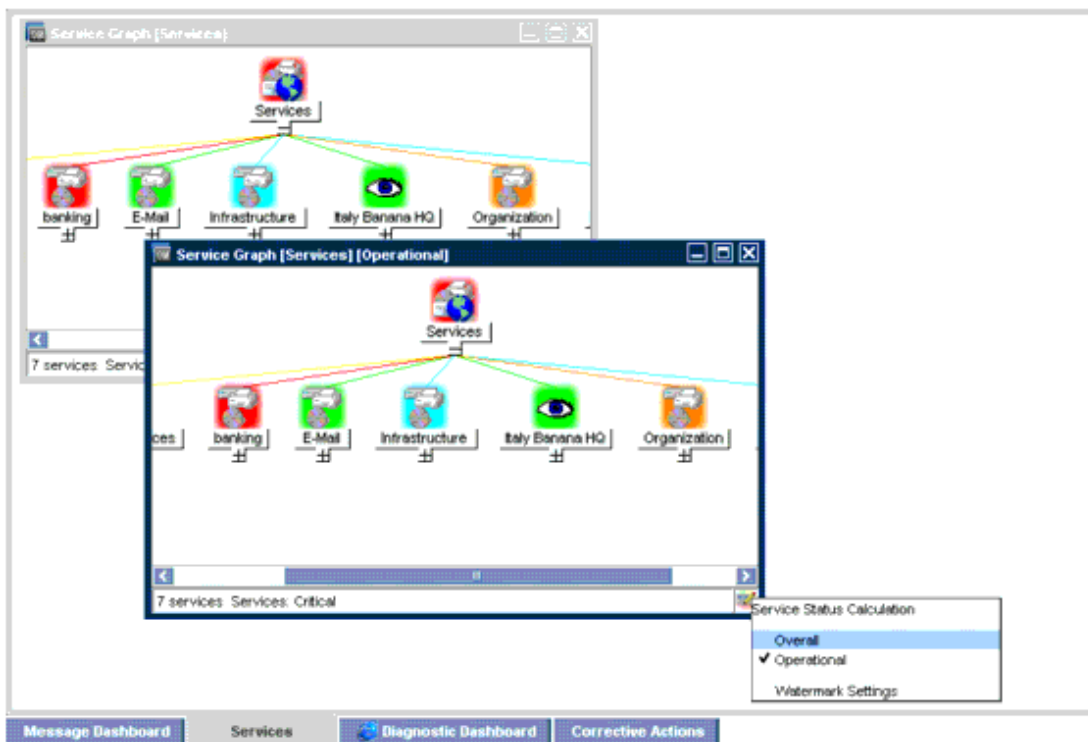 Service Graph [Services]
Services
banking
E-Mail
Infrastructure
Italy Banana HQ
Organization
7 services Servic
Service Graph [Services] [Operational]
Services
ces
banking
E-Mail
Infrastructure
Italy Banana HQ
Organization
7 services Services: Critical
Service Status Calculation
Overall
Operational
Watermark Settings
Message Dashboard
Services
Diagnostic Dashboard
Corrective Actions